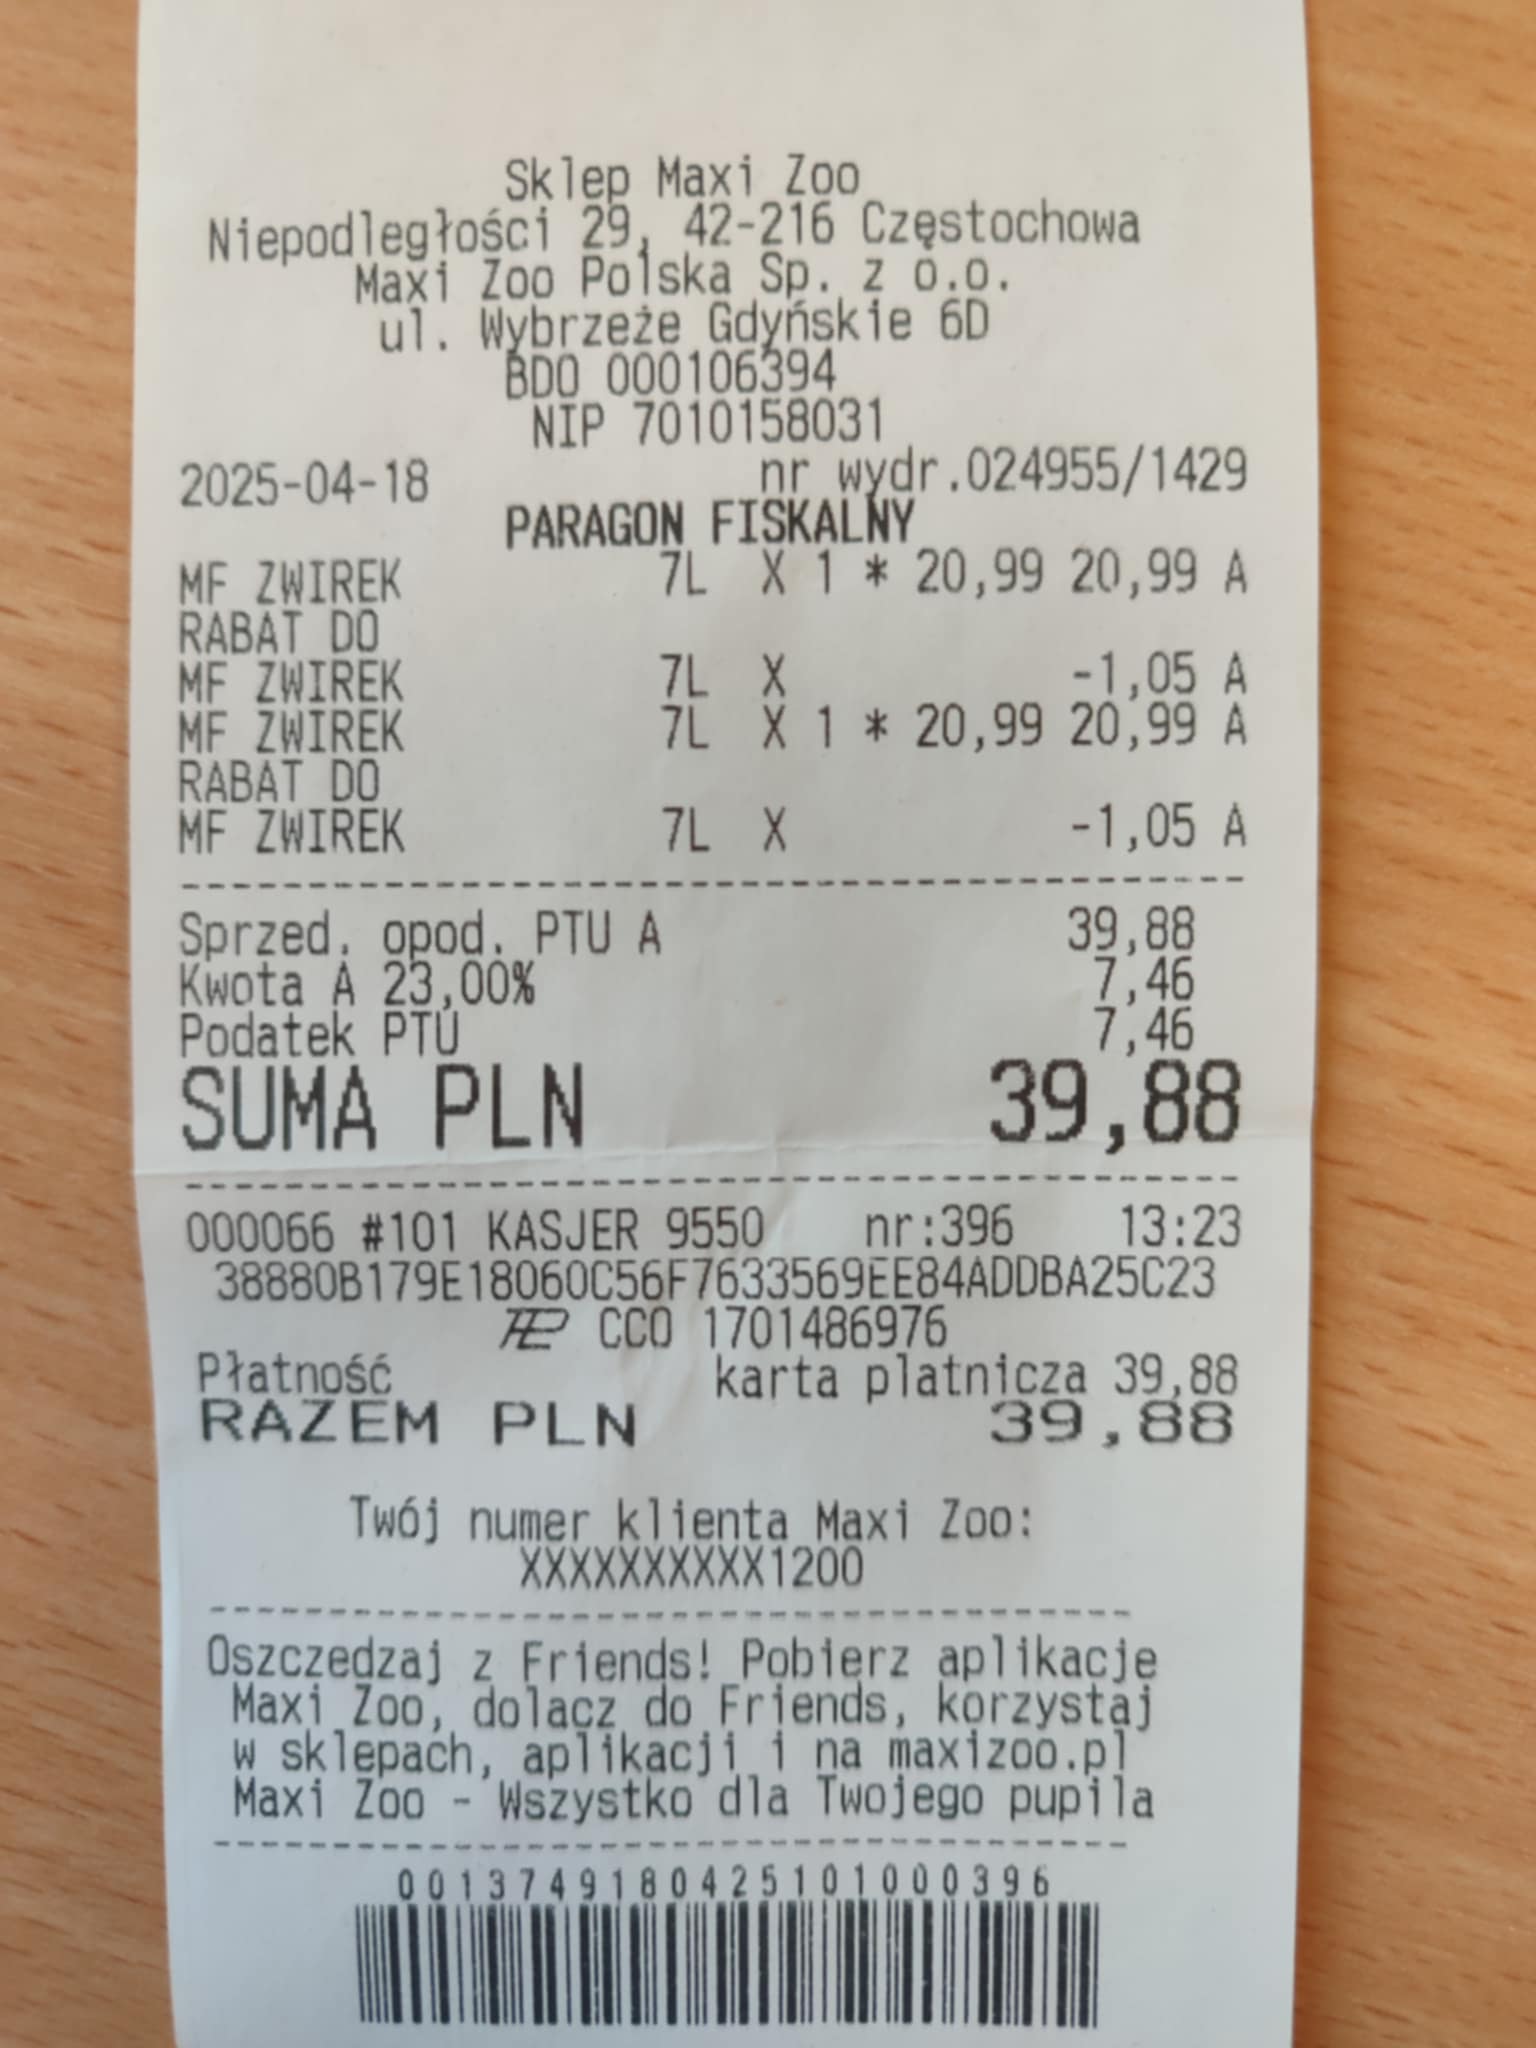 Sklep Maxi Zoo
Niepodległości 29, 42-216 Częstochowa
Maxi Zoo Polska Sp. z o.o.
ul. Wybrzeże Gdyńskie 6D
BDO 000106394
NIP 7010158031
2025-04-18 nr wydr.024955/1429
PARAGON FISKALNY
MF ZWIREK 7L X 1 * 20,99 20,99 A
RABAT DO
MF ZWIREK 7L X -1,05 A
MF ZWIREK 7L X 1 * 20,99 20,99 A
RABAT DO
MF ZWIREK 7L X -1,05 A
Sprzed. opod. PTU A 39,88
Kwota A 23,00% 7,46
Podatek PTU 7,46
SUMA PLN 39,88
000066 #101 KASJER 9550 nr:396 13:23
38880B179E18060C56F7633569EE84ADDBA25C23
CCO 1701486976
Płatność karta płatnicza 39,88
RAZEM PLN 39,88
Twój numer klienta Maxi Zoo:
XXXXXXXXXX1200
Oszczedzaj z Friends! Pobierz aplikacje
Maxi Zoo, dolacz do Friends, korzystaj
w sklepach, aplikacji i na maxizoo.pl
Maxi Zoo - Wszystko dla Twojego pupila
0013749180425101000396